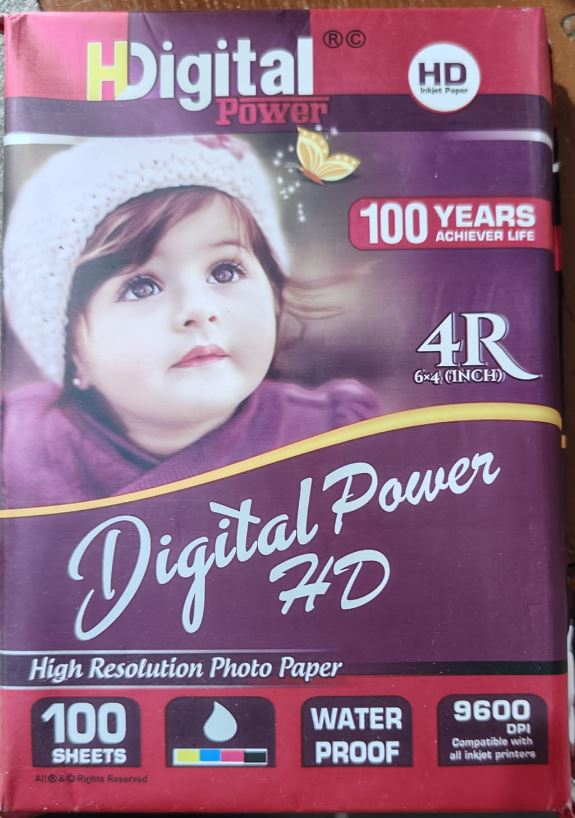 HDigital ®©
Power
HD
Inkjet Paper
100 YEARS
ACHIEVER LIFE
4R
6×4 (INCH)
Digital Power
HD
High Resolution Photo Paper
100
SHEETS
WATER
PROOF
9600
DPI
Compatible with
all inkjet printers
All ® & © Rights Reserved